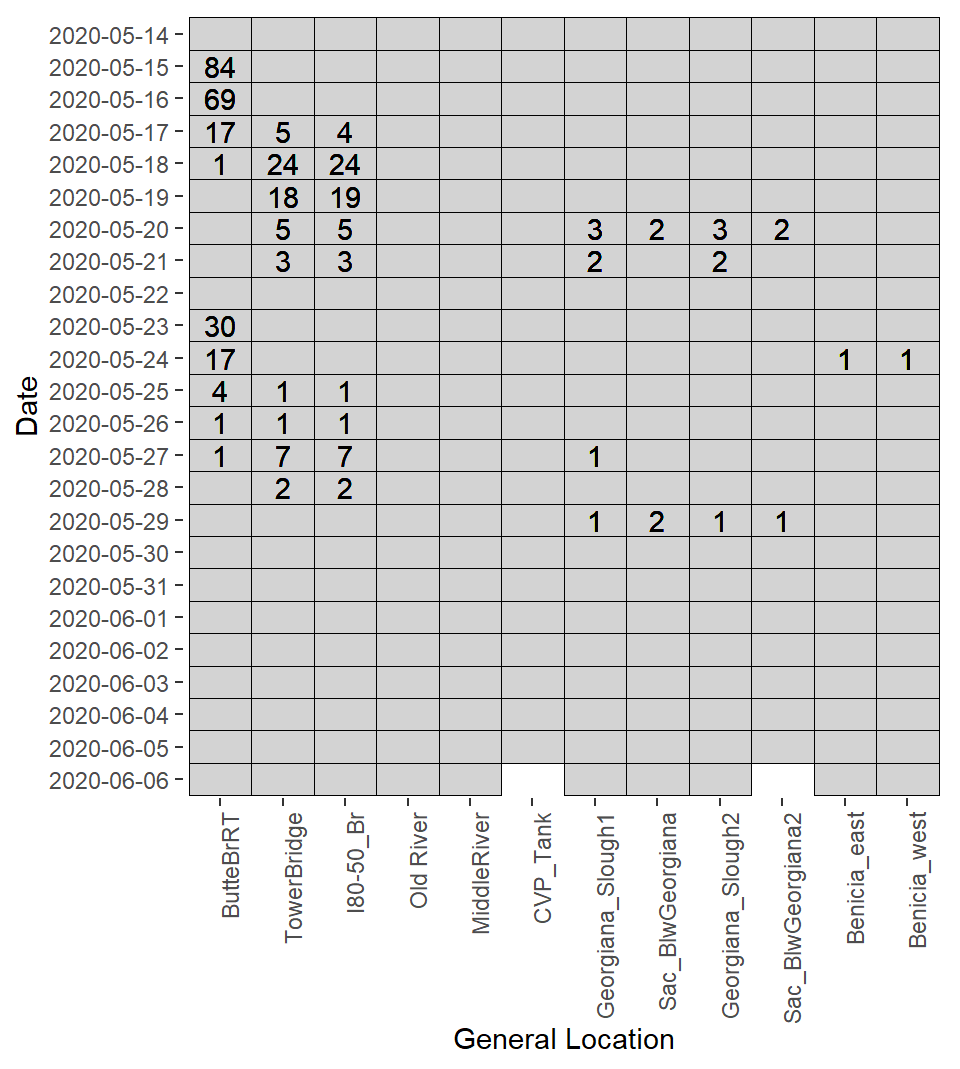 2020-05-14
2020-05-15 84
2020-05-16 69
2020-05-17 17 5 4
2020-05-18 1 24 24
2020-05-19 18 19
2020-05-20 5 5 3 2 3 2
2020-05-21 3 3 2 2
2020-05-22
2020-05-23 30
2020-05-24 17 1 1
2020-05-25 4 1 1
2020-05-26 1 1 1
2020-05-27 1 7 7 1
2020-05-28 2 2
2020-05-29 1 2 1 1
2020-05-30
2020-05-31
2020-06-01
2020-06-02
2020-06-03
2020-06-04
2020-06-05
2020-06-06
Date
ButteBrRT
TowerBridge
I80-50_Br
Old River
MiddleRiver
CVP_Tank
Georgiana_Slough1
Sac_BlwGeorgiana
Georgiana_Slough2
Sac_BlwGeorgiana2
Benicia_east
Benicia_west
General Location